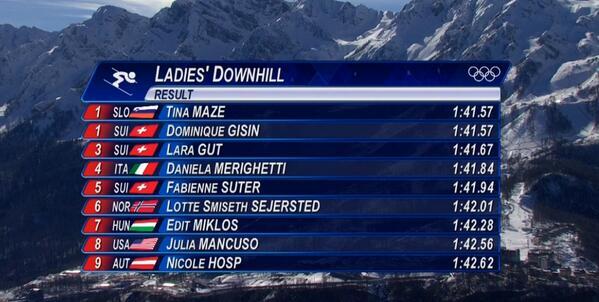 LADIES' DOWNHILL
RESULT
1 SLO TINA MAZE 1:41.57
1 SUI DOMINIQUE GISIN 1:41.57
3 SUI LARA GUT 1:41.67
4 ITA DANIELA MERIGHETTI 1:41.84
5 SUI FABIENNE SUTER 1:41.94
6 NOR LOTTE SMISETH SEJERSTED 1:42.01
7 HUN EDIT MIKLOS 1:42.28
8 USA JULIA MANCUSO 1:42.56
9 AUT NICOLE HOSP 1:42.62